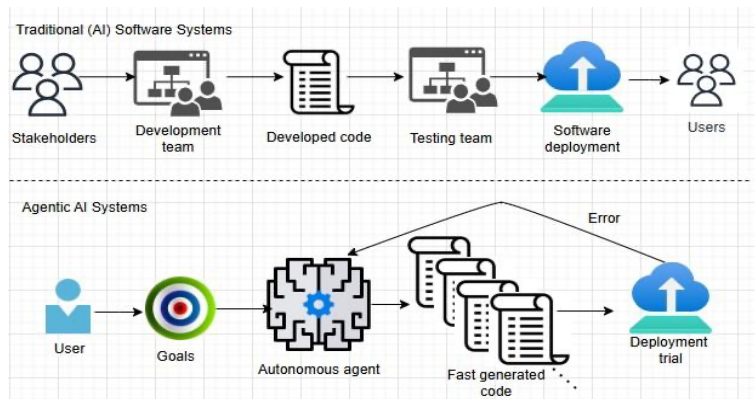 Traditional (AI) Software Systems
Stakeholders
Development
team
Developed code
Testing team
Software
deployment
Users
Agentic AI Systems
Error
User
Goals
Autonomous agent
Fast generated
code
Deployment
trial